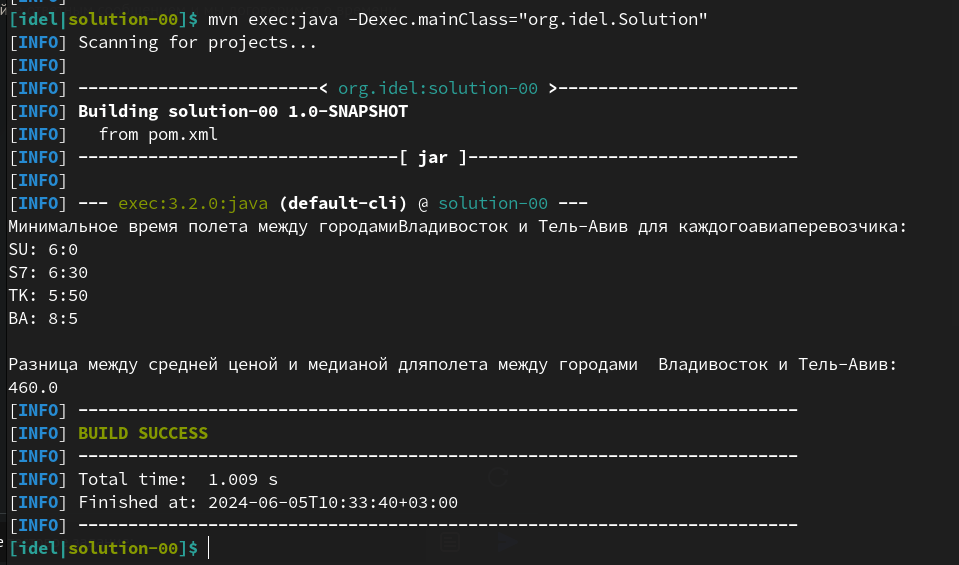 [idel|solution-00]$ mvn exec:java -Dexec.mainClass="org.idel.Solution"
[INFO] Scanning for projects...
[INFO]
[INFO] ------------------------< org.idel:solution-00 >------------------------
[INFO] Building solution-00 1.0-SNAPSHOT
[INFO]   from pom.xml
[INFO] --------------------------------[ jar ]---------------------------------
[INFO]
[INFO] --- exec:3.2.0:java (default-cli) @ solution-00 ---
Минимальное время полета между городамиВладивосток и Тель-Авив для каждогоавиаперевозчика:
SU: 6:0
S7: 6:30
TK: 5:50
BA: 8:5
Разница между средней ценой и медианой дляполета между городами  Владивосток и Тель-Авив:
460.0
[INFO] ------------------------------------------------------------------------
[INFO] BUILD SUCCESS
[INFO] ------------------------------------------------------------------------
[INFO] Total time:  1.009 s
[INFO] Finished at: 2024-06-05T10:33:40+03:00
[INFO] ------------------------------------------------------------------------
[idel|solution-00]$